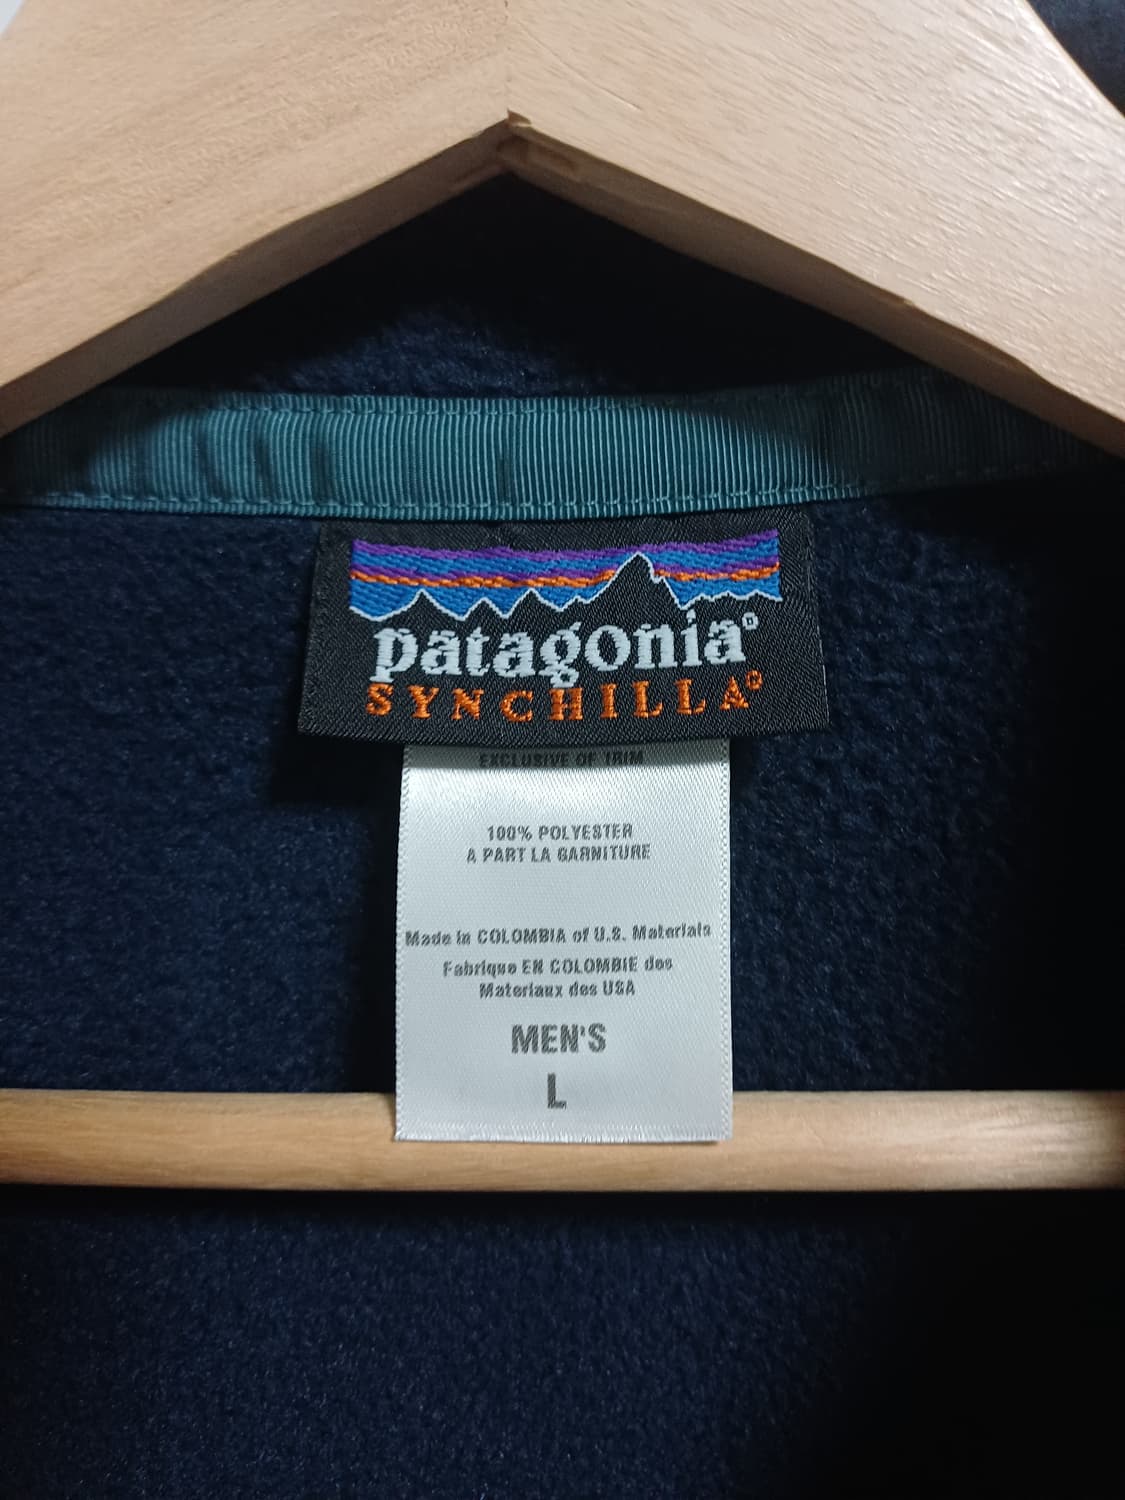 patagonia®
SYNCHILLA®
EXCLUSIVE OF TRIM
100% POLYESTER
A PART LA GARNITURE
Made in COLOMBIA of U.S. Materials
Fabrique EN COLOMBIE des
Materiaux des USA
MEN'S
L